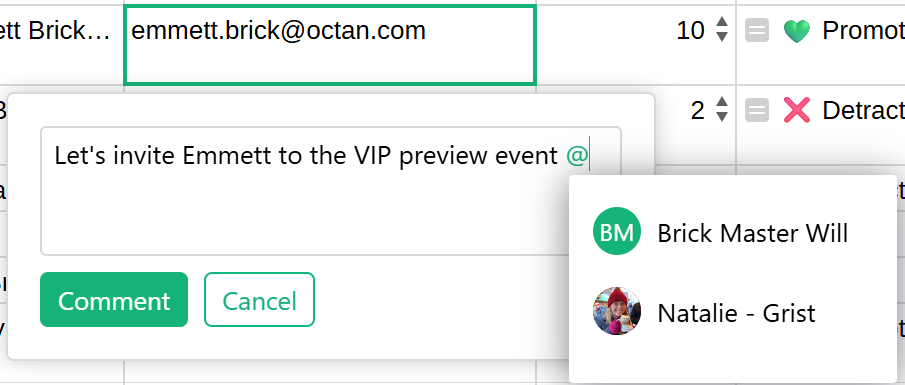 ett Brick… emmett.brick@octan.com 10 Promot
2 Detract
Let's invite Emmett to the VIP preview event @
BM Brick Master Will
Comment Cancel
Natalie - Grist